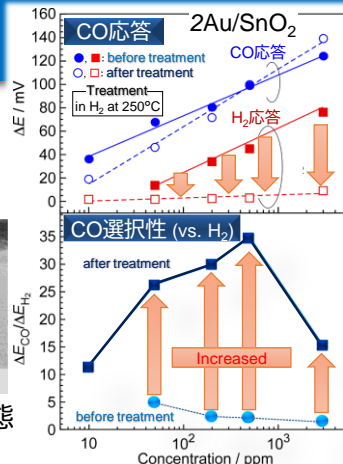 CO応答
2Au/SnO2
160
140
120
100
80
60
40
20
0
ΔE / mV
●, ■: before treatment
○, □: after treatment
Treatment
in H2 at 250ºC
CO応答
H2応答
CO選択性 (vs. H2)
35
30
25
20
15
10
5
0
ΔECO/ΔEH2
after treatment
Increased
before treatment
10
10²
10³
Concentration / ppm